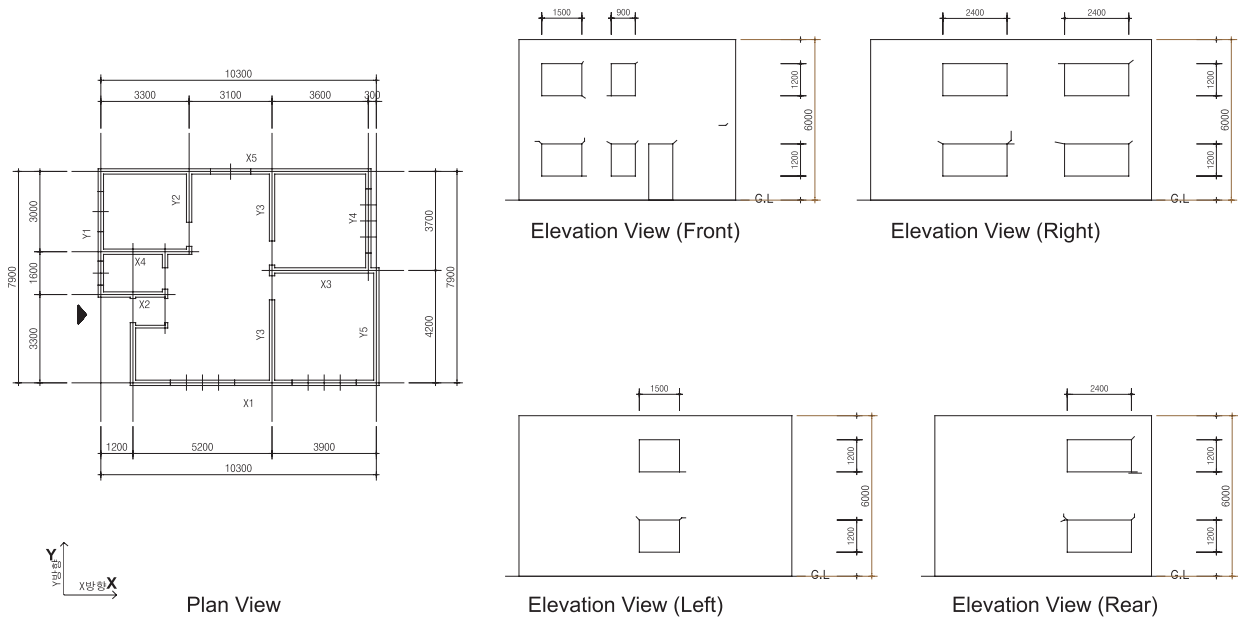 10300
3300 3100 3600 300
X5
3000
1600
3300
7900
Y1
Y2
Y3
Y4
X4
X2
X3
Y3
Y5
3700
4200
7900
X1
1200 5200 3900
10300
Y
Y방향
X방향 X
Plan View
1500 900
1200
6000
1200
G.L
Elevation View (Front)
2400 2400
1200
6000
1200
G.L
Elevation View (Right)
1500
1200
6000
1200
G.L
Elevation View (Left)
2400
1200
6000
1200
G.L
Elevation View (Rear)